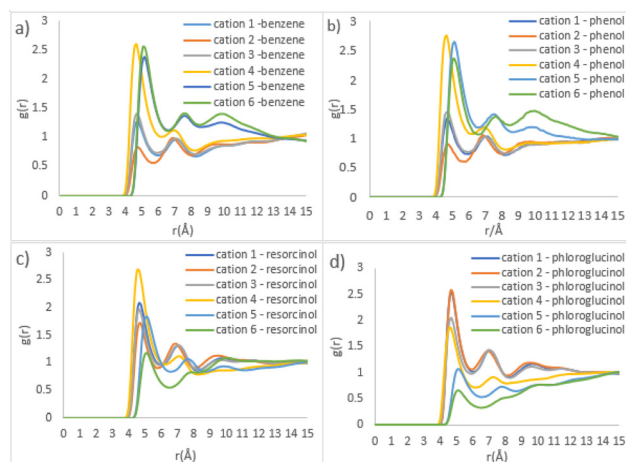 a)
cation 1 -benzene
cation 2 -benzene
cation 3 -benzene
cation 4 -benzene
cation 5 -benzene
cation 6 -benzene
g(r)
3
2.5
2
1.5
1
0.5
0
0 1 2 3 4 5 6 7 8 9 10 11 12 13 14 15
r(Å)
b)
cation 1 - phenol
cation 2 - phenol
cation 3 - phenol
cation 4 - phenol
cation 5 - phenol
cation 6 - phenol
g(r)
3
2.5
2
1.5
1
0.5
0
0 1 2 3 4 5 6 7 8 9 10 11 12 13 14 15
r/Å
c)
cation 1 - resorcinol
cation 2 - resorcinol
cation 3 - resorcinol
cation 4 - resorcinol
cation 5 - resorcinol
cation 6 - resorcinol
g(r)
3
2.5
2
1.5
1
0.5
0
0 1 2 3 4 5 6 7 8 9 10 11 12 13 14 15
r(Å)
d)
cation 1 - phloroglucinol
cation 2 - phloroglucinol
cation 3 - phloroglucinol
cation 4 - phloroglucinol
cation 5 - phloroglucinol
cation 6 - phloroglucinol
g(r)
3
2.5
2
1.5
1
0.5
0
0 1 2 3 4 5 6 7 8 9 10 11 12 13 14 15
r(Å)